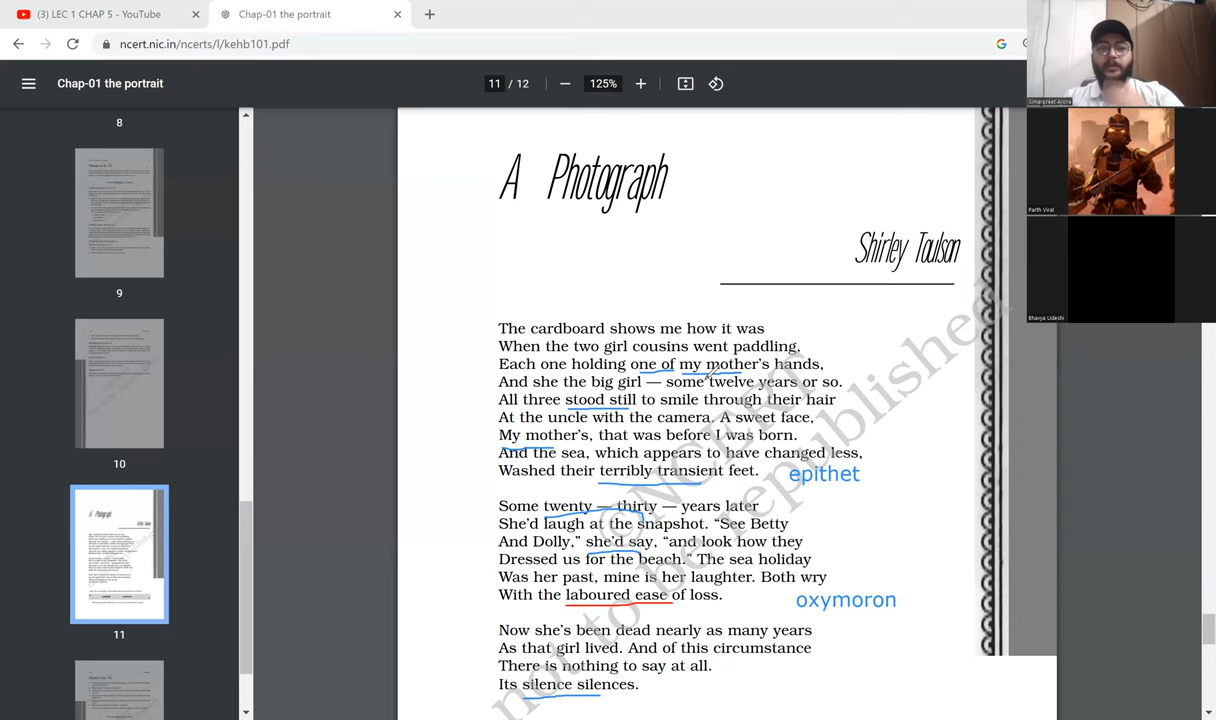 (3) LEC 1 CHAP 5 - YouTube
Chap-01 the portrait
ncert.nic.in/ncerts/l/kehb101.pdf
Chap-01 the portrait
11 / 12
125%
Simarpreet Arora
Parth Viral
Bhavya Udeshi
8
9
10
11
A Photograph
Shirley Toulson
The cardboard shows me how it was
When the two girl cousins went paddling,
Each one holding one of my mother's hands,
And she the big girl — some twelve years or so.
All three stood still to smile through their hair
At the uncle with the camera. A sweet face,
My mother's, that was before I was born.
And the sea, which appears to have changed less,
Washed their terribly transient feet.
epithet
Some twenty — thirty — years later
She'd laugh at the snapshot. “See Betty
And Dolly,” she'd say, “and look how they
Dressed us for the beach.” The sea holiday
Was her past, mine is her laughter. Both wry
With the laboured ease of loss.
oxymoron
Now she's been dead nearly as many years
As that girl lived. And of this circumstance
There is nothing to say at all.
Its silence silences.
©NCERT
not to be republished